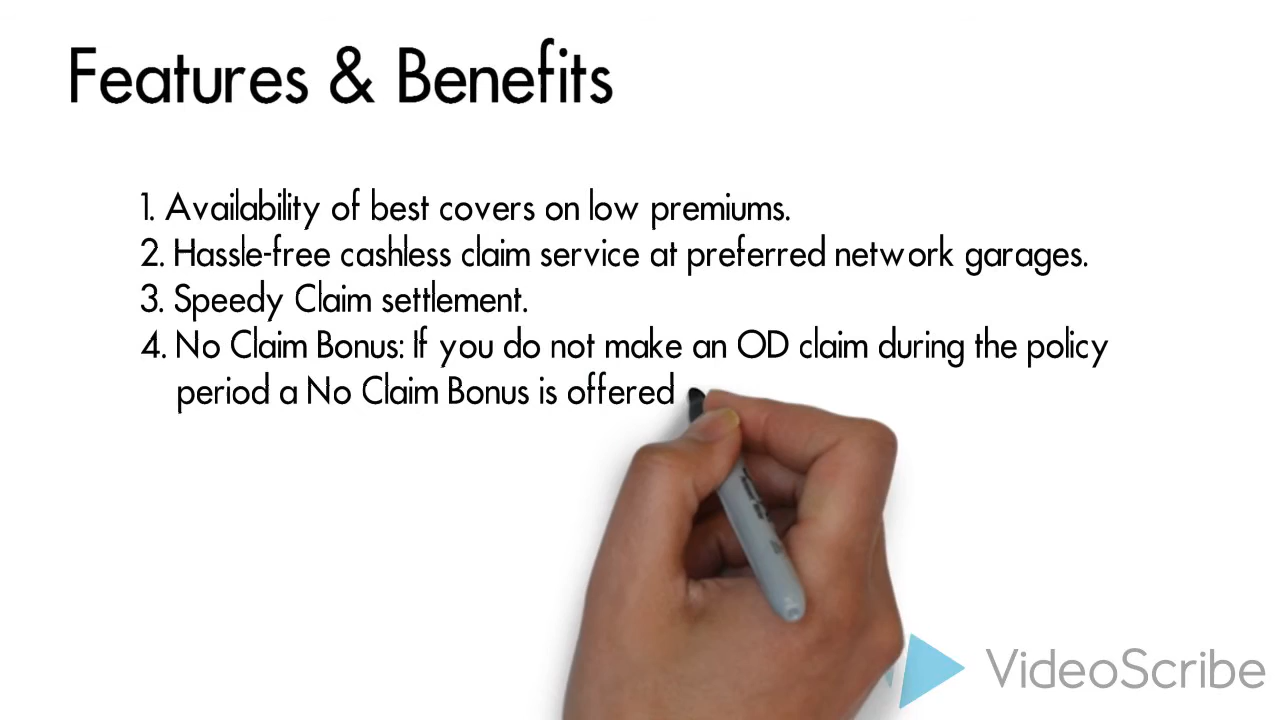 Features & Benefits
1. Availability of best covers on low premiums.
2. Hassle-free cashless claim service at preferred network garages.
3. Speedy Claim settlement.
4. No Claim Bonus: If you do not make an OD claim during the policy
period a No Claim Bonus is offered
VideoScribe